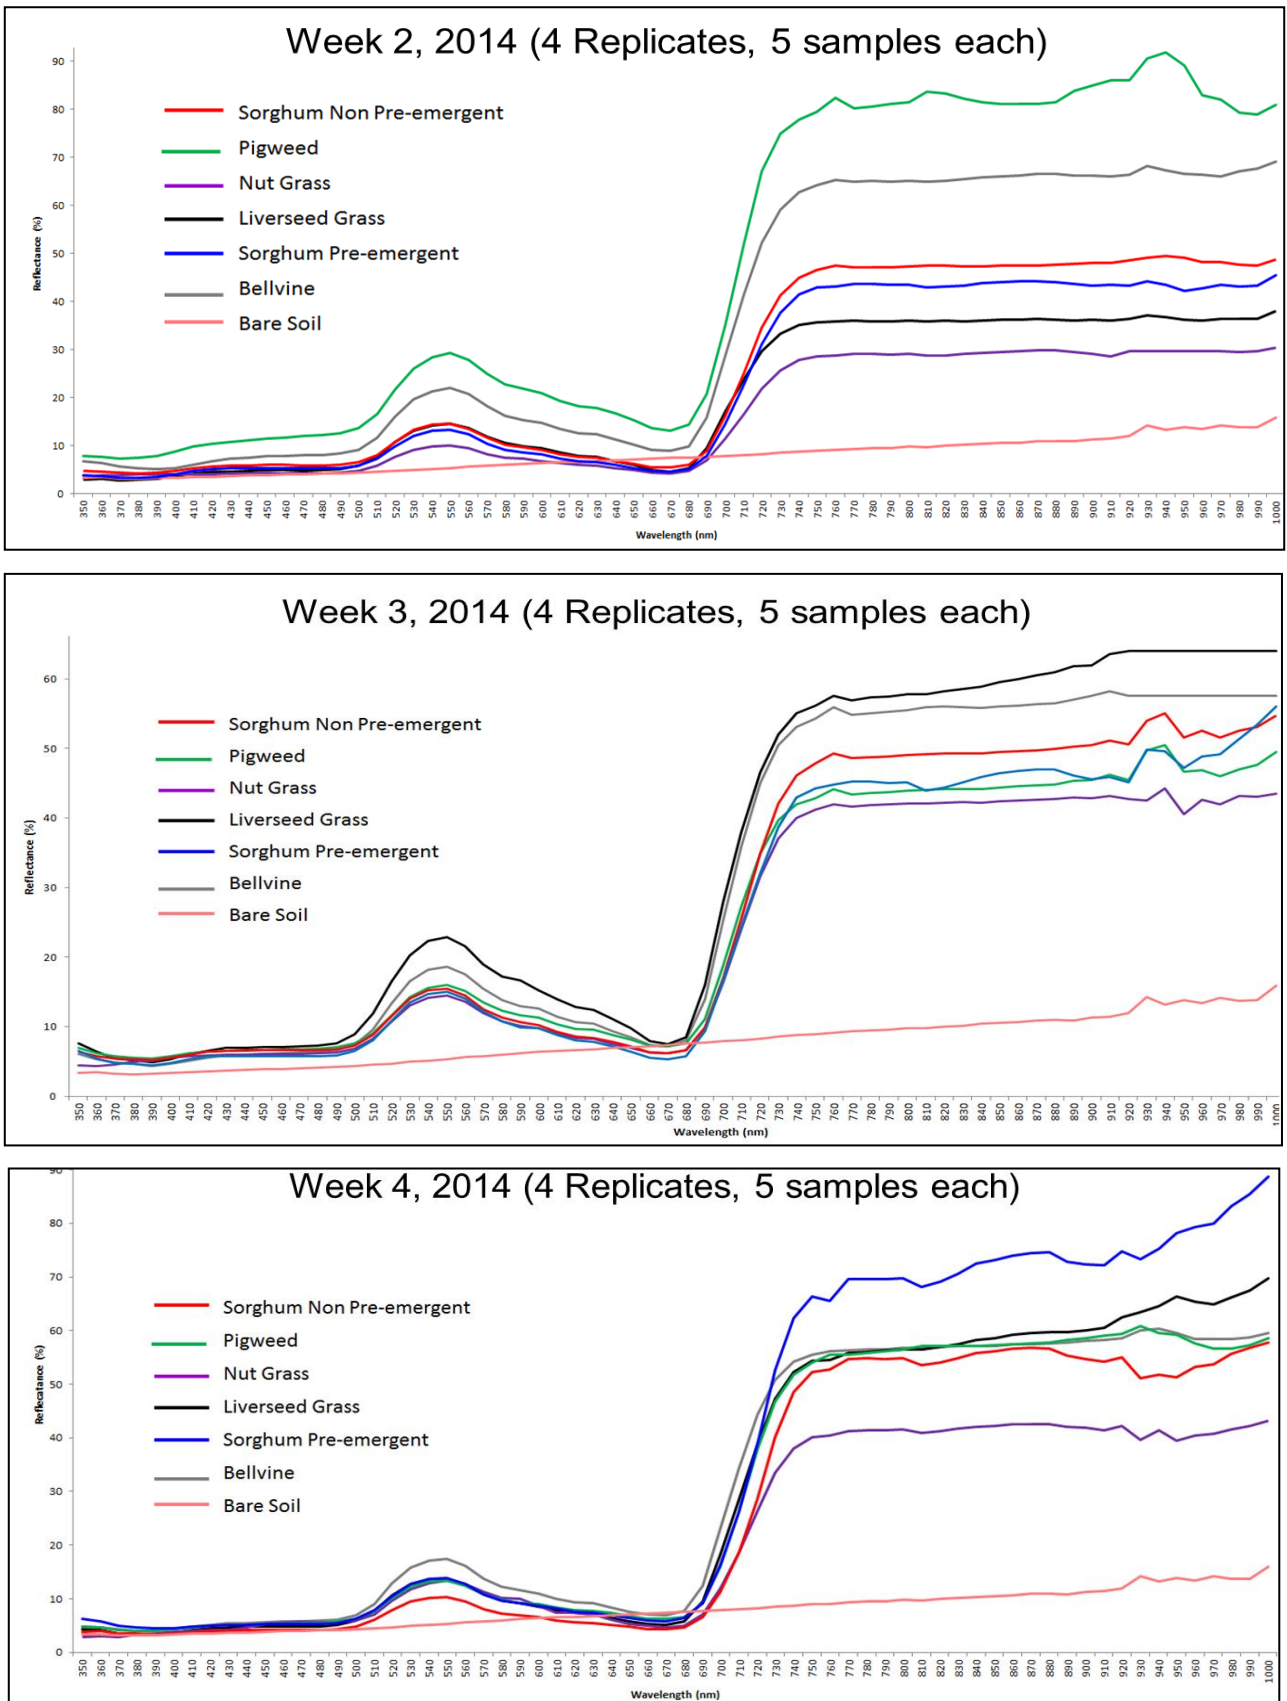 Week 2, 2014 (4 Replicates, 5 samples each)
90
80
70
60
50
40
30
20
10
0
Reflectance (%)
Sorghum Non Pre-emergent
Pigweed
Nut Grass
Liverseed Grass
Sorghum Pre-emergent
Bellvine
Bare Soil
350 360 370 380 390 400 410 420 430 440 450 460 470 480 490 500 510 520 530 540 550 560 570 580 590 600 610 620 630 640 650 660 670 680 690 700 710 720 730 740 750 760 770 780 790 800 810 820 830 840 850 860 870 880 890 900 910 920 930 940 950 960 970 980 990 1000
Wavelength (nm)
Week 3, 2014 (4 Replicates, 5 samples each)
60
50
40
30
20
10
0
Reflectance (%)
Sorghum Non Pre-emergent
Pigweed
Nut Grass
Liverseed Grass
Sorghum Pre-emergent
Bellvine
Bare Soil
350 360 370 380 390 400 410 420 430 440 450 460 470 480 490 500 510 520 530 540 550 560 570 580 590 600 610 620 630 640 650 660 670 680 690 700 710 720 730 740 750 760 770 780 790 800 810 820 830 840 850 860 870 880 890 900 910 920 930 940 950 960 970 980 990 1000
Wavelength (nm)
Week 4, 2014 (4 Replicates, 5 samples each)
90
80
70
60
50
40
30
20
10
0
Reflecatance (%)
Sorghum Non Pre-emergent
Pigweed
Nut Grass
Liverseed Grass
Sorghum Pre-emergent
Bellvine
Bare Soil
350 360 370 380 390 400 410 420 430 440 450 460 470 480 490 500 510 520 530 540 550 560 570 580 590 600 610 620 630 640 650 660 670 680 690 700 710 720 730 740 750 760 770 780 790 800 810 820 830 840 850 860 870 880 890 900 910 920 930 940 950 960 970 980 990 1000
Wavelength (nm)